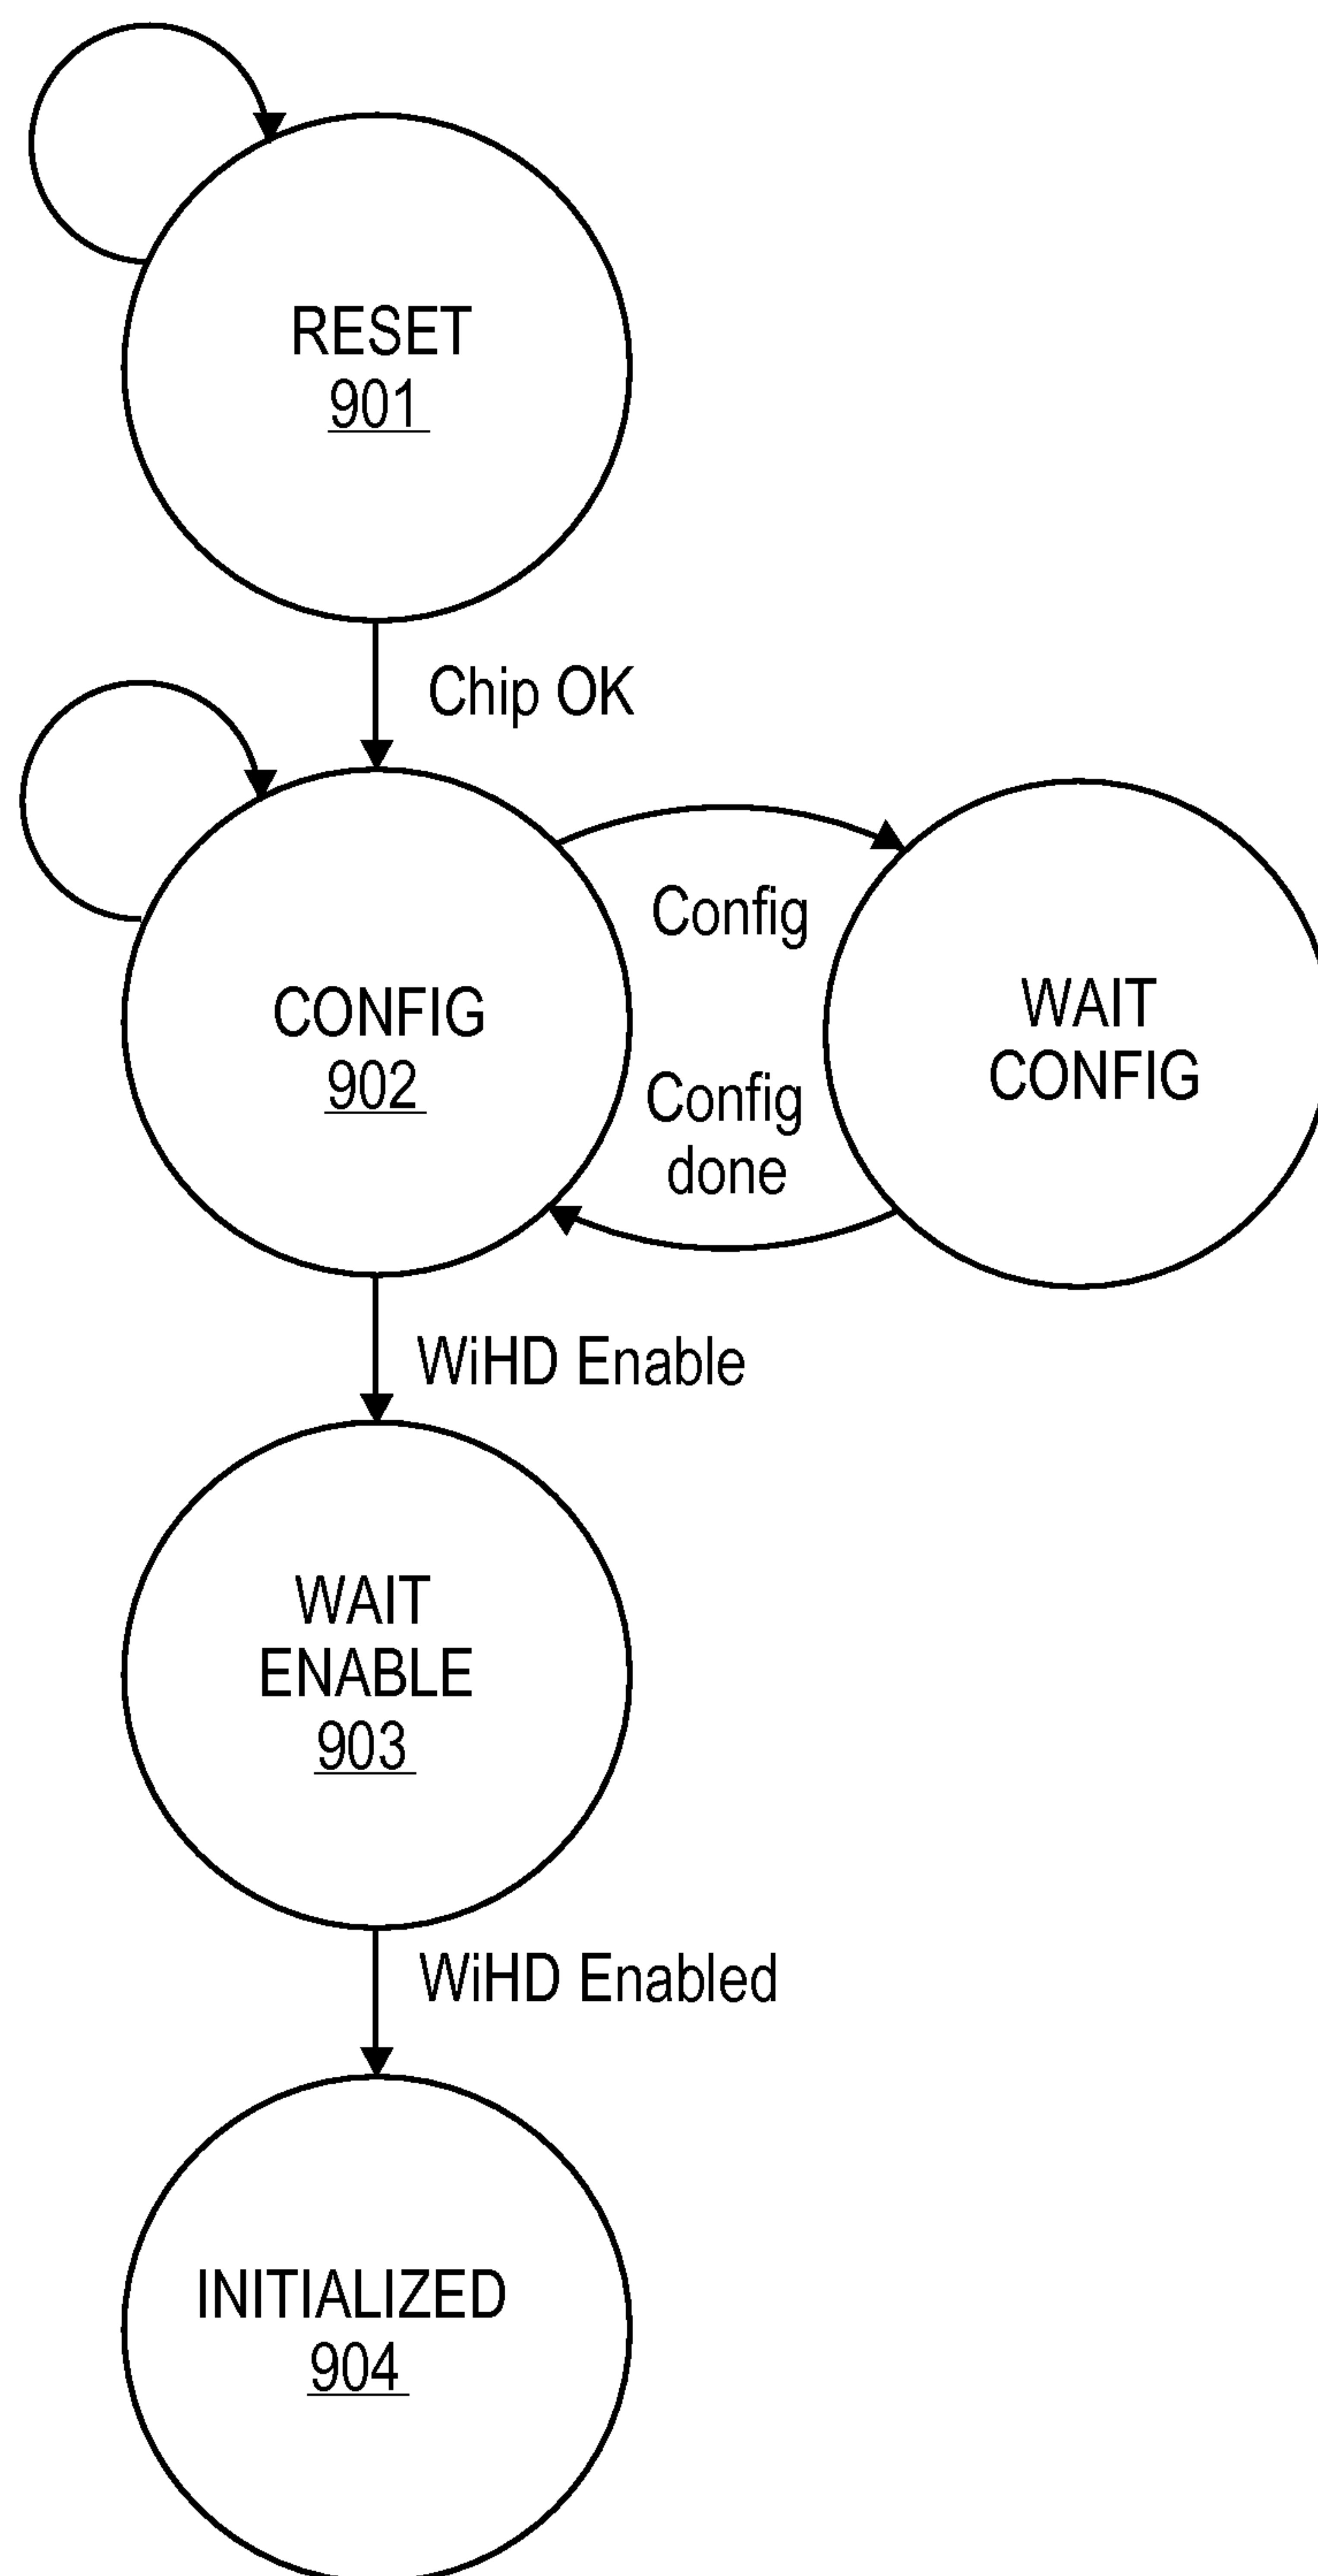 RESET
901
Chip OK
Config
CONFIG
902
WAIT
CONFIG
Config
done
WiHD Enable
WAIT
ENABLE
903
WiHD Enabled
INITIALIZED
904